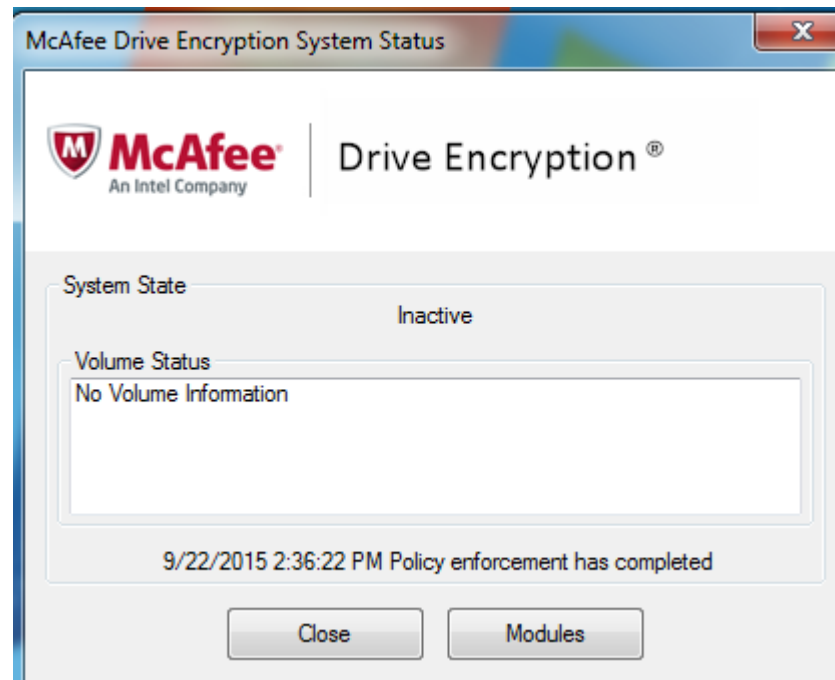 McAfee Drive Encryption System Status
McAfee®
An Intel Company
Drive Encryption ®
System State
Inactive
Volume Status
No Volume Information
9/22/2015 2:36:22 PM Policy enforcement has completed
Close
Modules